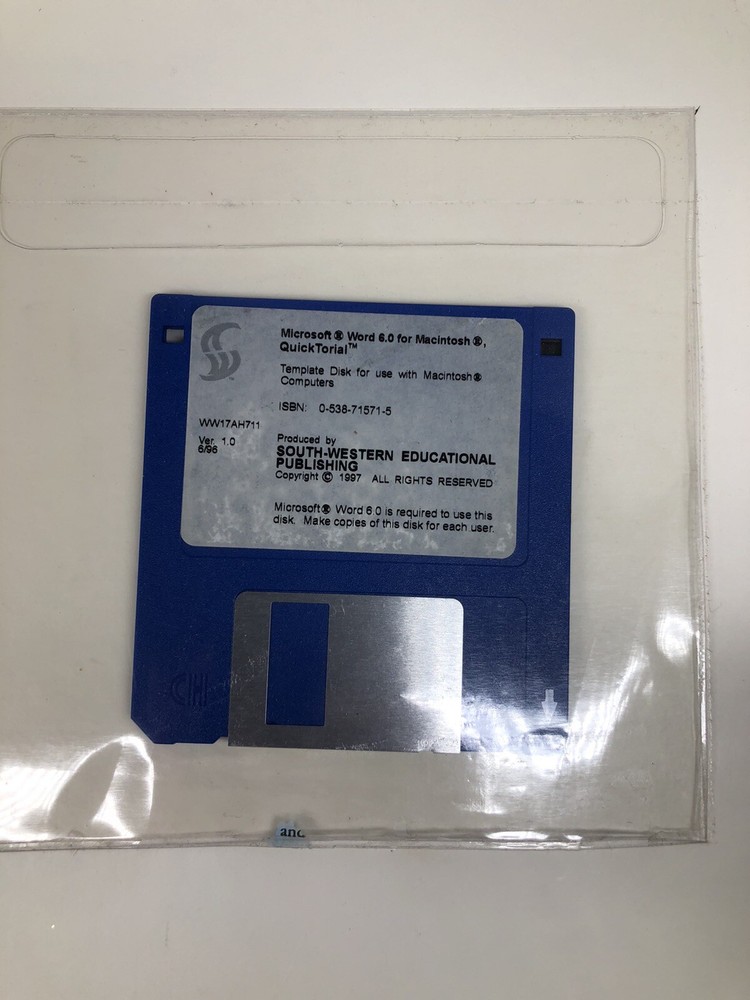 Microsoft ® Word 6.0 for Macintosh ®,
QuickTorial™
Template Disk for use with Macintosh®
Computers
ISBN: 0-538-71571-5
WW17AH711
Ver. 1.0
6/96
Produced by
SOUTH-WESTERN EDUCATIONAL
PUBLISHING
Copyright © 1997 ALL RIGHTS RESERVED
Microsoft® Word 6.0 is required to use this
disk. Make copies of this disk for each user.
and